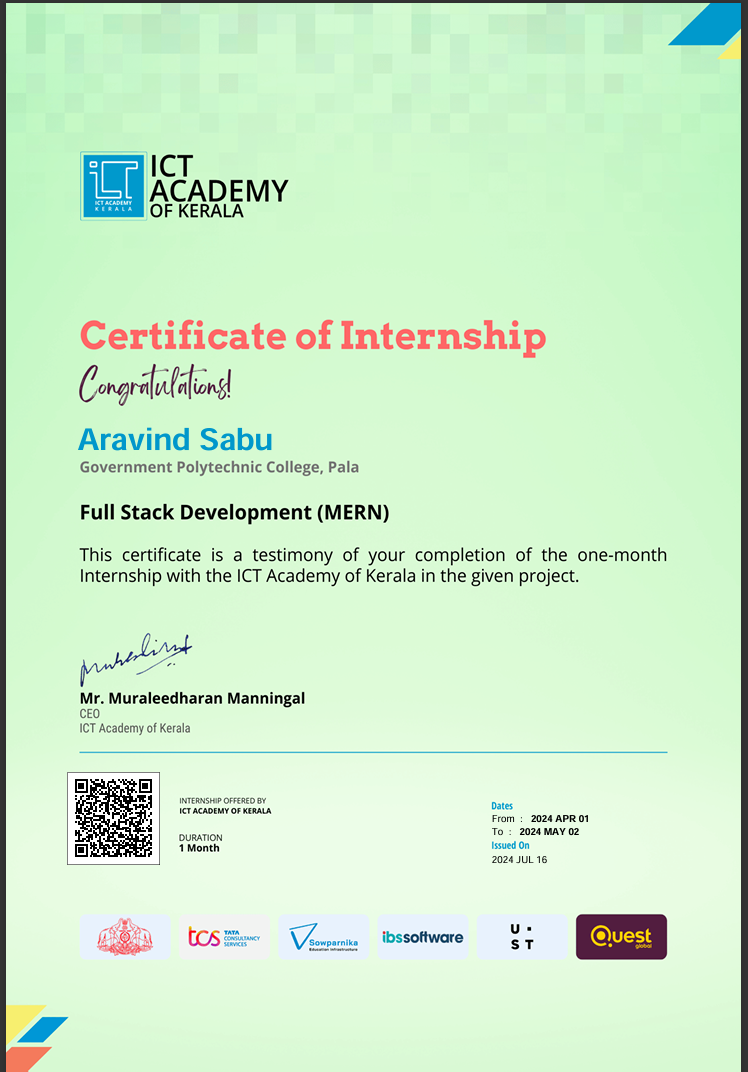 ICT ACADEMY
KERALA
ICT
ACADEMY
OF KERALA
Certificate of Internship
Congratulations!
Aravind Sabu
Government Polytechnic College, Pala
Full Stack Development (MERN)
This certificate is a testimony of your completion of the one-month
Internship with the ICT Academy of Kerala in the given project.
Mr. Muraleedharan Manningal
CEO
ICT Academy of Kerala
INTERNSHIP OFFERED BY
ICT ACADEMY OF KERALA
DURATION
1 Month
Dates
From : 2024 APR 01
To : 2024 MAY 02
Issued On
2024 JUL 16
tcs TATA
CONSULTANCY
SERVICES
Sowparnika
Education Infrastructure
ibssoftware
U ·
S T
Quest
global